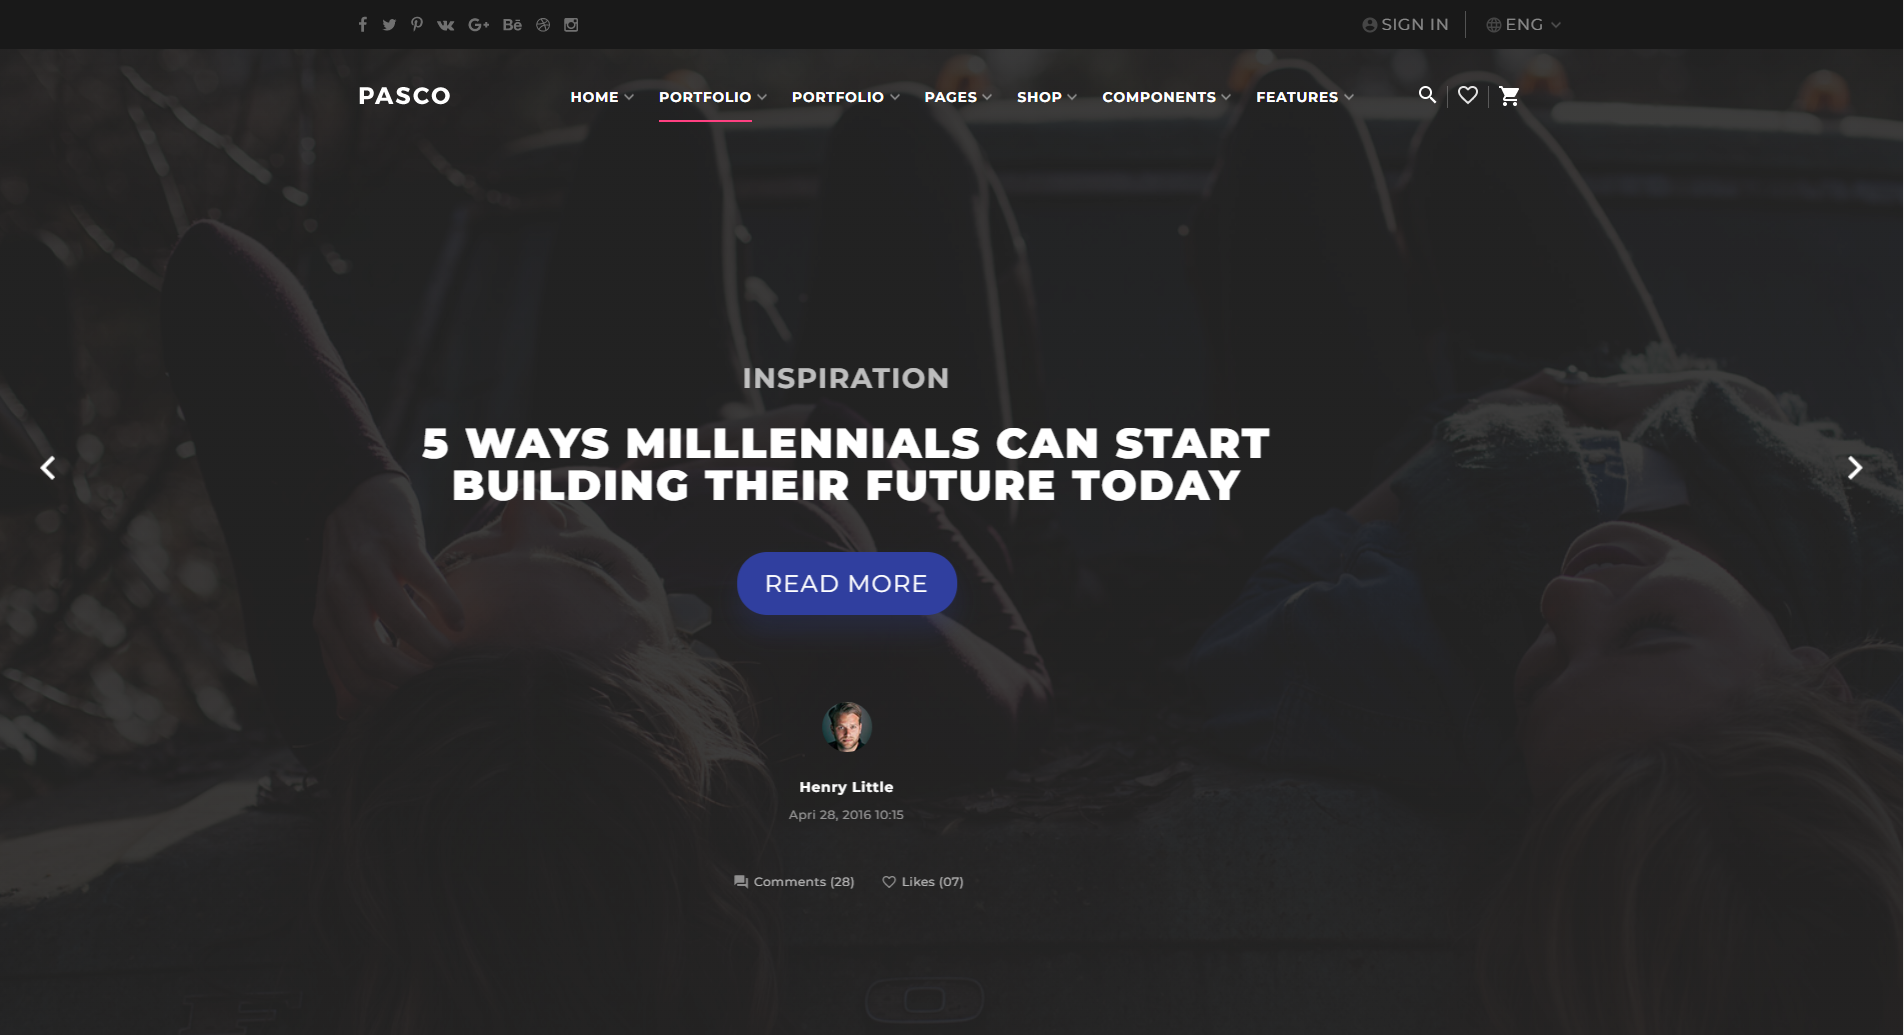 SIGN IN
ENG
PASCO
HOME
PORTFOLIO
PORTFOLIO
PAGES
SHOP
COMPONENTS
FEATURES
INSPIRATION
5 WAYS MILLLENNIALS CAN START
BUILDING THEIR FUTURE TODAY
READ MORE
Henry Little
Apri 28, 2016 10:15
Comments (28)
Likes (07)